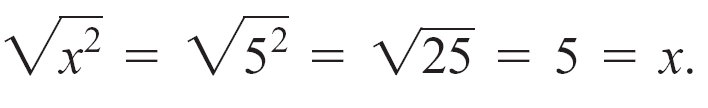 √x² = √5² = √25 = 5 = x.